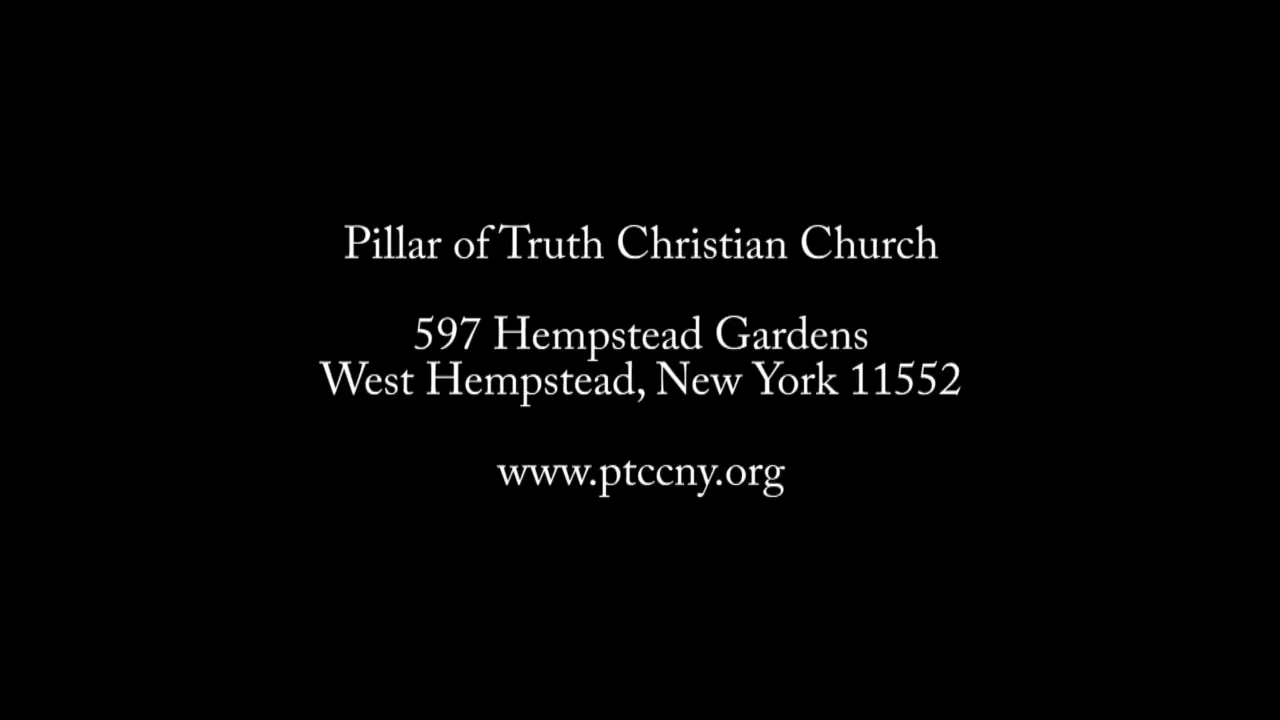 Pillar of Truth Christian Church
597 Hempstead Gardens
West Hempstead, New York 11552
www.ptccny.org